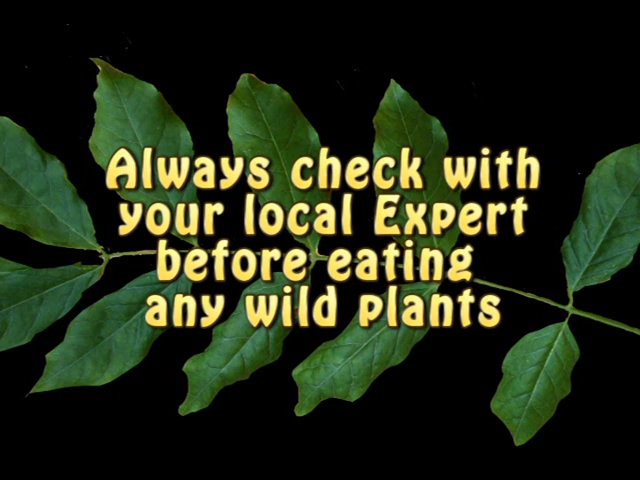 Always check with
your local Expert
before eating
any wild plants